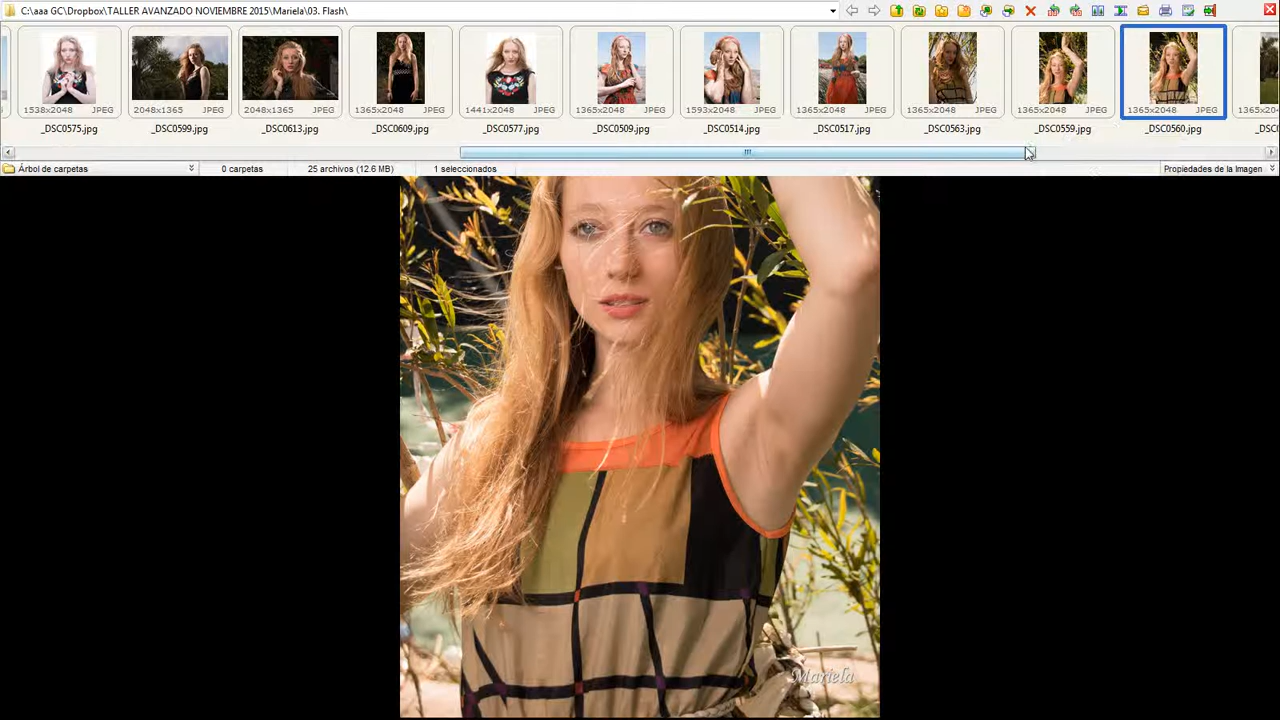 C:\aaa GC\Dropbox\TALLER AVANZADO NOVIEMBRE 2015\Mariela\03. Flash\
1538x2048 JPEG 2048x1365 JPEG 2048x1365 JPEG 1365x2048 JPEG 1441x2048 JPEG 1365x2048 JPEG 1593x2048 JPEG 1365x2048 JPEG 1365x2048 JPEG 1365x2048 JPEG 1365x2048 JPEG
_DSC0575.jpg _DSC0599.jpg _DSC0613.jpg _DSC0609.jpg _DSC0577.jpg _DSC0509.jpg _DSC0514.jpg _DSC0517.jpg _DSC0563.jpg _DSC0559.jpg _DSC0560.jpg
Árbol de carpetas 0 carpetas 25 archivos (12.6 MB) 1 seleccionados Propiedades de la Imagen
Mariela